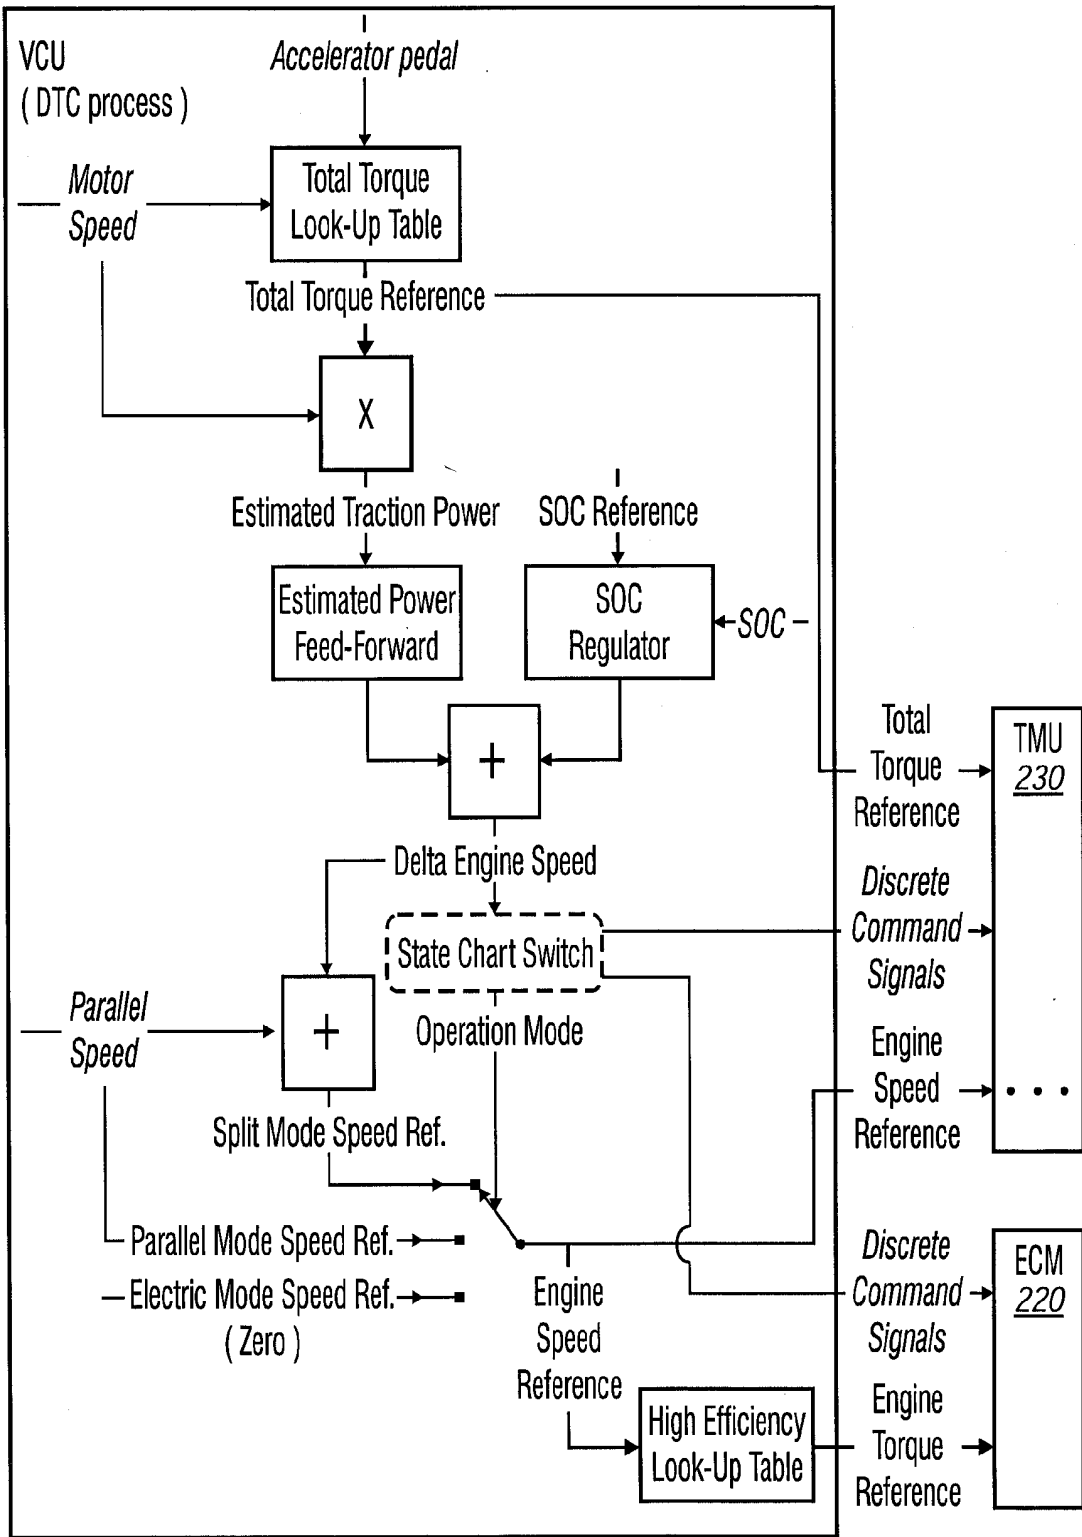 VCU
( DTC process )
Accelerator pedal
Motor
Speed
Total Torque
Look-Up Table
Total Torque Reference
X
Estimated Traction Power
SOC Reference
Estimated Power
Feed-Forward
SOC
Regulator
SOC
+
Total
Torque
Reference
TMU
230
Delta Engine Speed
State Chart Switch
Discrete
Command
Signals
Parallel
Speed
+
Operation Mode
Engine
Speed
Reference
• • •
Split Mode Speed Ref.
Parallel Mode Speed Ref.
Electric Mode Speed Ref.
( Zero )
Engine
Speed
Reference
Discrete
Command
Signals
ECM
220
High Efficiency
Look-Up Table
Engine
Torque
Reference